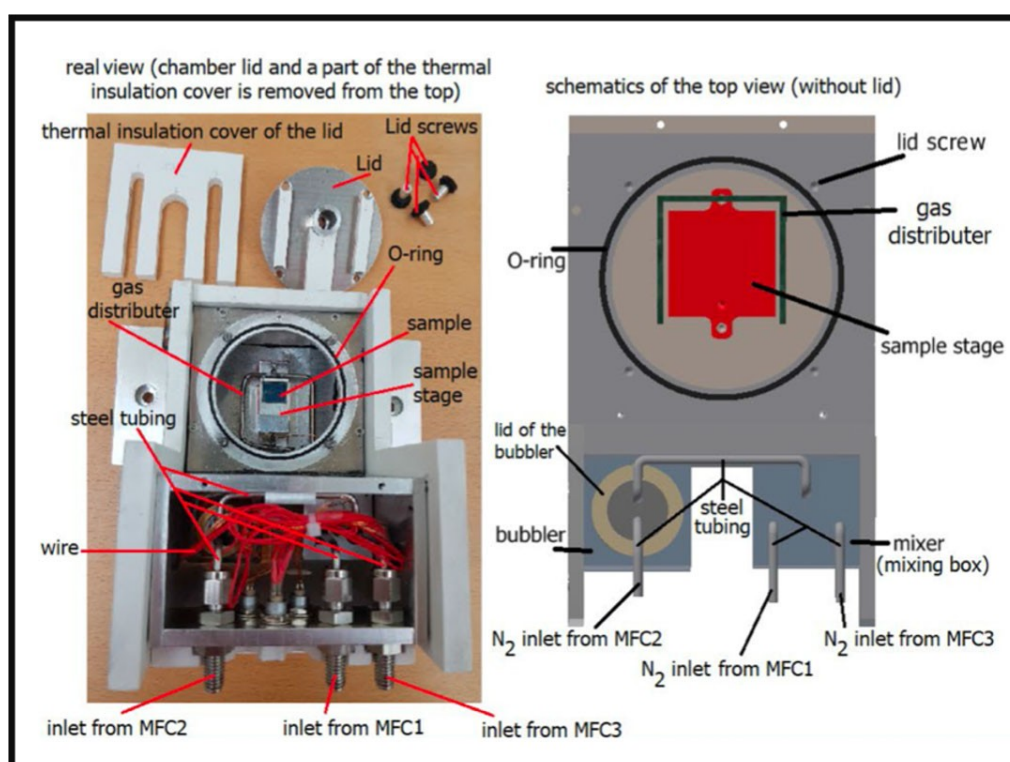 real view (chamber lid and a part of the thermal
insulation cover is removed from the top)
thermal insulation cover of the lid
Lid screws
Lid
O-ring
gas
distributer
sample
sample
stage
steel tubing
wire
inlet from MFC2
inlet from MFC1
inlet from MFC3
schematics of the top view (without lid)
lid screw
gas
distributer
O-ring
sample stage
lid of the
bubbler
steel
tubing
bubbler
mixer
(mixing box)
N2 inlet from MFC2
N2 inlet from MFC1
N2 inlet from MFC3